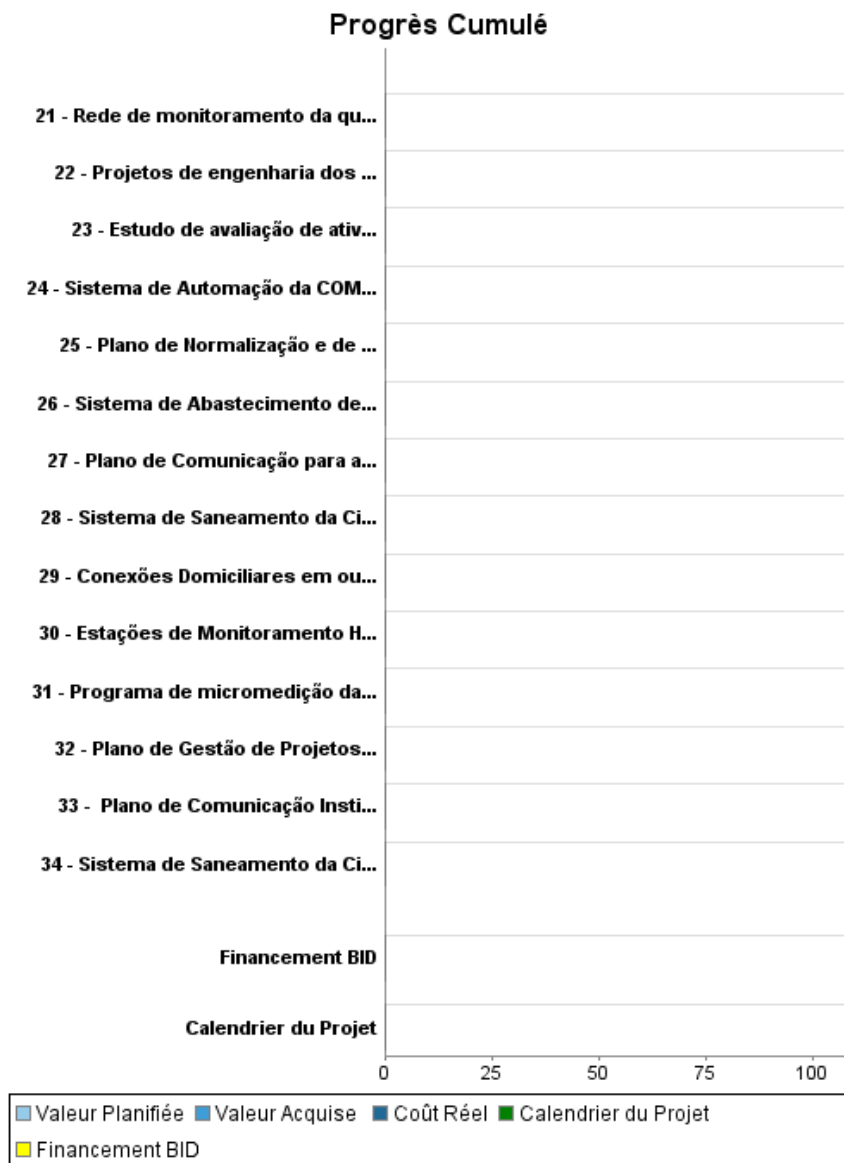 Progrès Cumulé
21 - Rede de monitoramento da qu...
22 - Projetos de engenharia dos ...
23 - Estudo de avaliação de ativ...
24 - Sistema de Automação da COM...
25 - Plano de Normalização e de ...
26 - Sistema de Abastecimento de...
27 - Plano de Comunicação para a...
28 - Sistema de Saneamento da Ci...
29 - Conexões Domiciliares em ou...
30 - Estações de Monitoramento H...
31 - Programa de micromedição da...
32 - Plano de Gestão de Projetos...
33 -  Plano de Comunicação Insti...
34 - Sistema de Saneamento da Ci...
Financement BID
Calendrier du Projet
0 25 50 75 100
Valeur Planifiée Valeur Acquise Coût Réel Calendrier du Projet
Financement BID